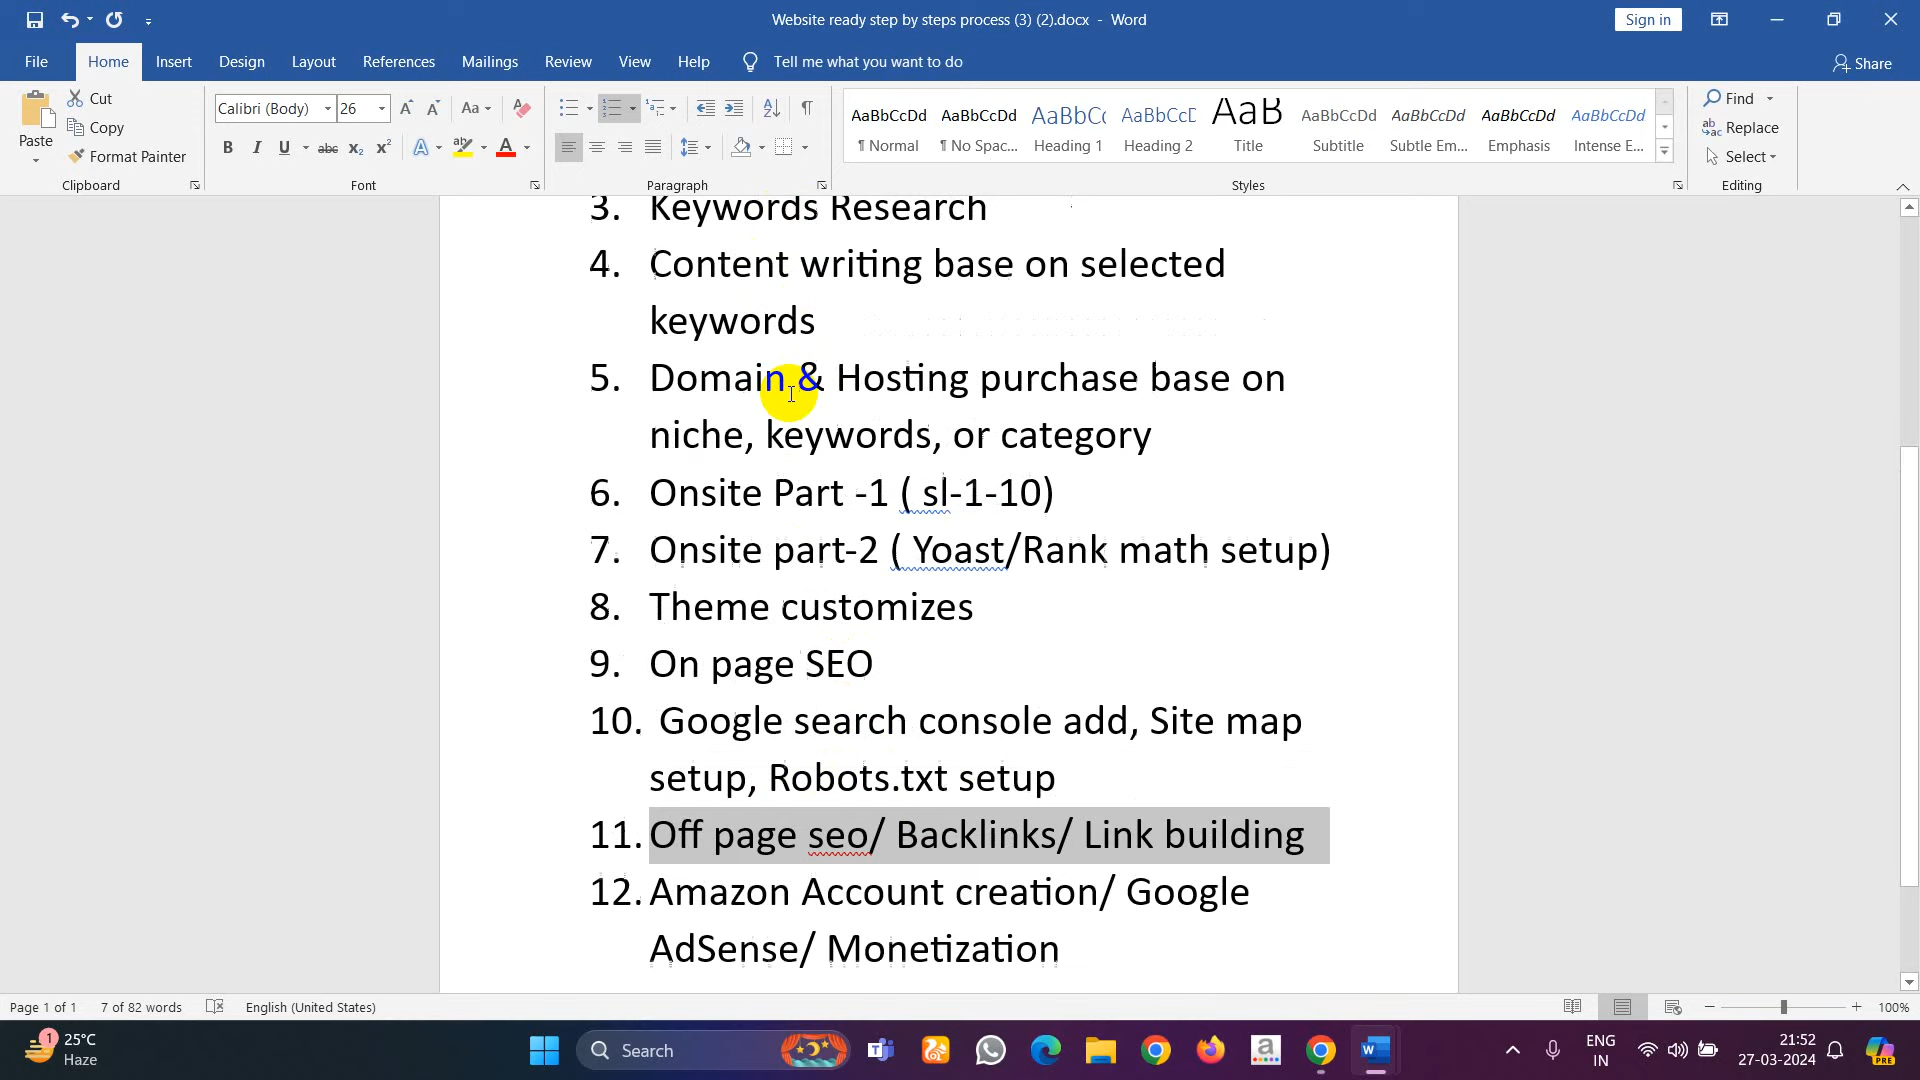 Website ready step by steps process (3) (2).docx - Word
Sign in
File Home Insert Design Layout References Mailings Review View Help Tell me what you want to do Share
Paste
Cut
Copy
Format Painter
Clipboard
Calibri (Body) 26
Font
Paragraph
AaBbCcDd AaBbCcDd AaBbCc AaBbCcE AaB AaBbCcDd AaBbCcDd AaBbCcDd AaBbCcDd
¶ Normal ¶ No Spac... Heading 1 Heading 2 Title Subtitle Subtle Em... Emphasis Intense E...
Styles
Find
Replace
Select
Editing
3. Keywords Research
4. Content writing base on selected
keywords
5. Domain & Hosting purchase base on
niche, keywords, or category
6. Onsite Part -1 ( sl-1-10)
7. Onsite part-2 ( Yoast/Rank math setup)
8. Theme customizes
9. On page SEO
10. Google search console add, Site map
setup, Robots.txt setup
11. Off page seo/ Backlinks/ Link building
12. Amazon Account creation/ Google
AdSense/ Monetization
Page 1 of 1 7 of 82 words English (United States) 100%
1 25°C
Haze
Search
ENG
IN
21:52
27-03-2024